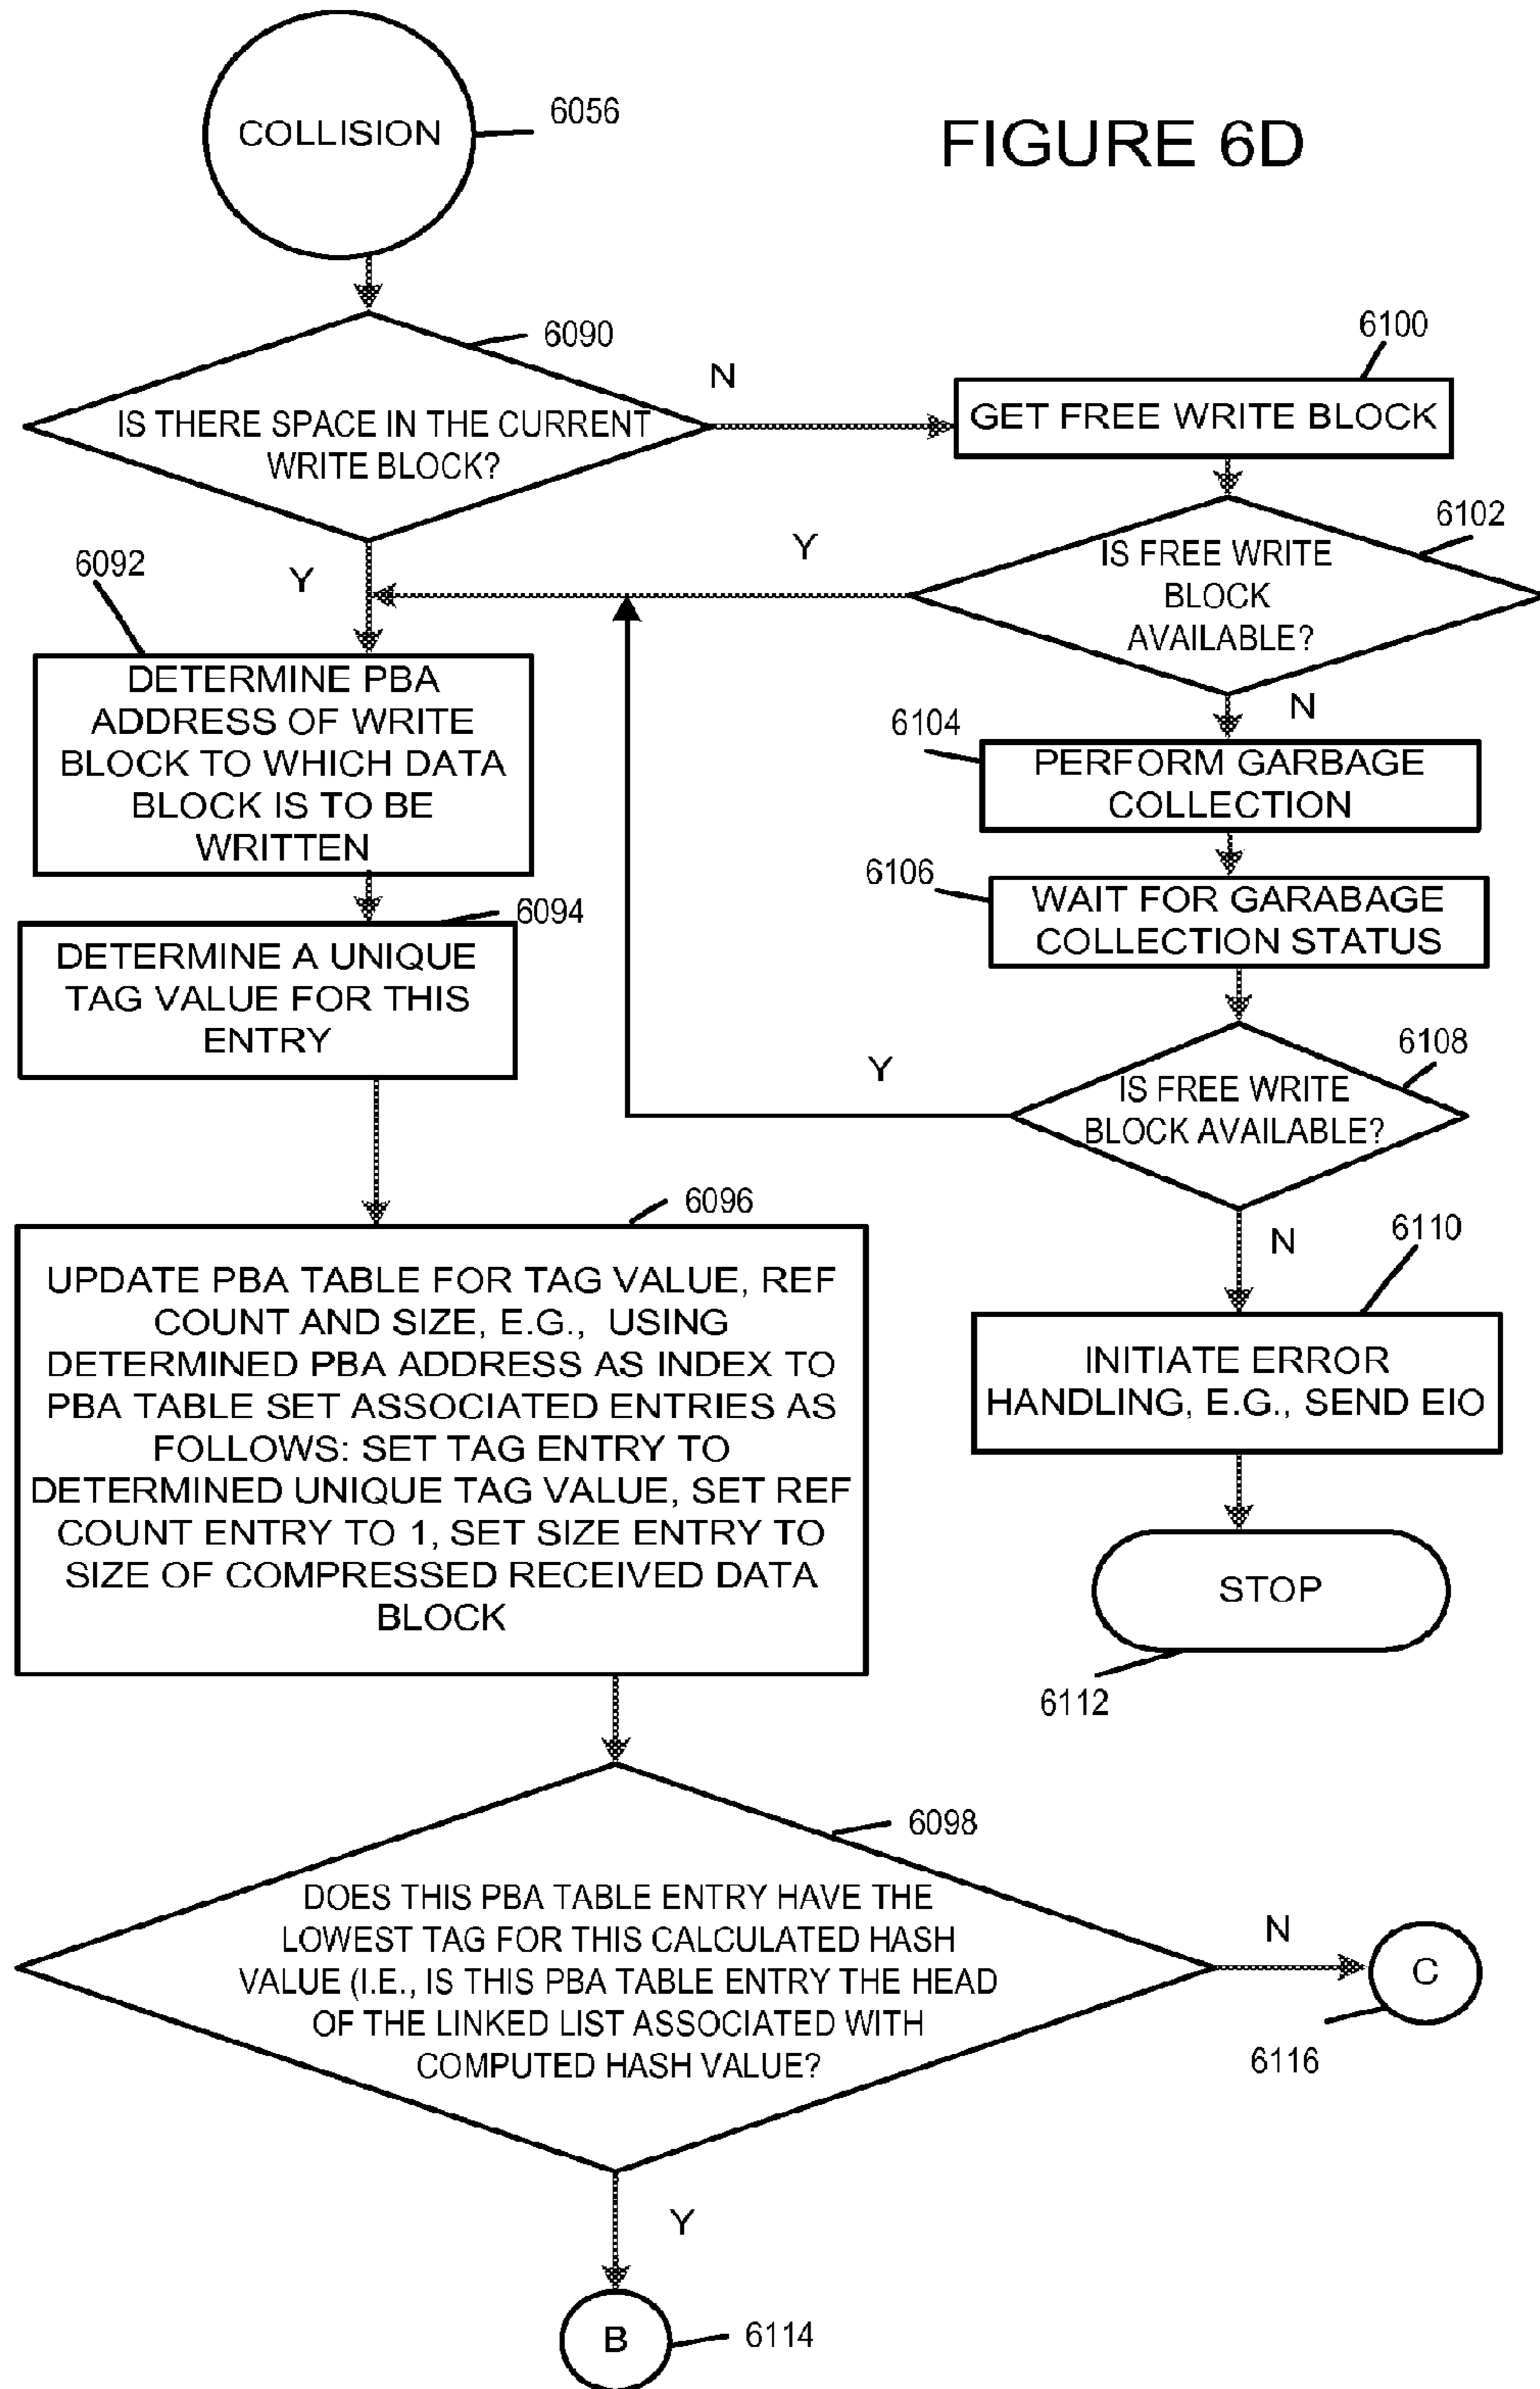 COLLISION
6056
FIGURE 6D
6090
IS THERE SPACE IN THE CURRENT
WRITE BLOCK?
N
Y
6100
GET FREE WRITE BLOCK
6102
IS FREE WRITE
BLOCK
AVAILABLE?
Y
N
6092
DETERMINE PBA
ADDRESS OF WRITE
BLOCK TO WHICH DATA
BLOCK IS TO BE
WRITTEN
6104
PERFORM GARBAGE
COLLECTION
6106
WAIT FOR GARABAGE
COLLECTION STATUS
6094
DETERMINE A UNIQUE
TAG VALUE FOR THIS
ENTRY
6108
IS FREE WRITE
BLOCK AVAILABLE?
Y
N
6096
UPDATE PBA TABLE FOR TAG VALUE, REF
COUNT AND SIZE, E.G., USING
DETERMINED PBA ADDRESS AS INDEX TO
PBA TABLE SET ASSOCIATED ENTRIES AS
FOLLOWS: SET TAG ENTRY TO
DETERMINED UNIQUE TAG VALUE, SET REF
COUNT ENTRY TO 1, SET SIZE ENTRY TO
SIZE OF COMPRESSED RECEIVED DATA
BLOCK
6110
INITIATE ERROR
HANDLING, E.G., SEND EIO
STOP
6112
6098
DOES THIS PBA TABLE ENTRY HAVE THE
LOWEST TAG FOR THIS CALCULATED HASH
VALUE (I.E., IS THIS PBA TABLE ENTRY THE HEAD
OF THE LINKED LIST ASSOCIATED WITH
COMPUTED HASH VALUE?
N
C
6116
Y
B
6114